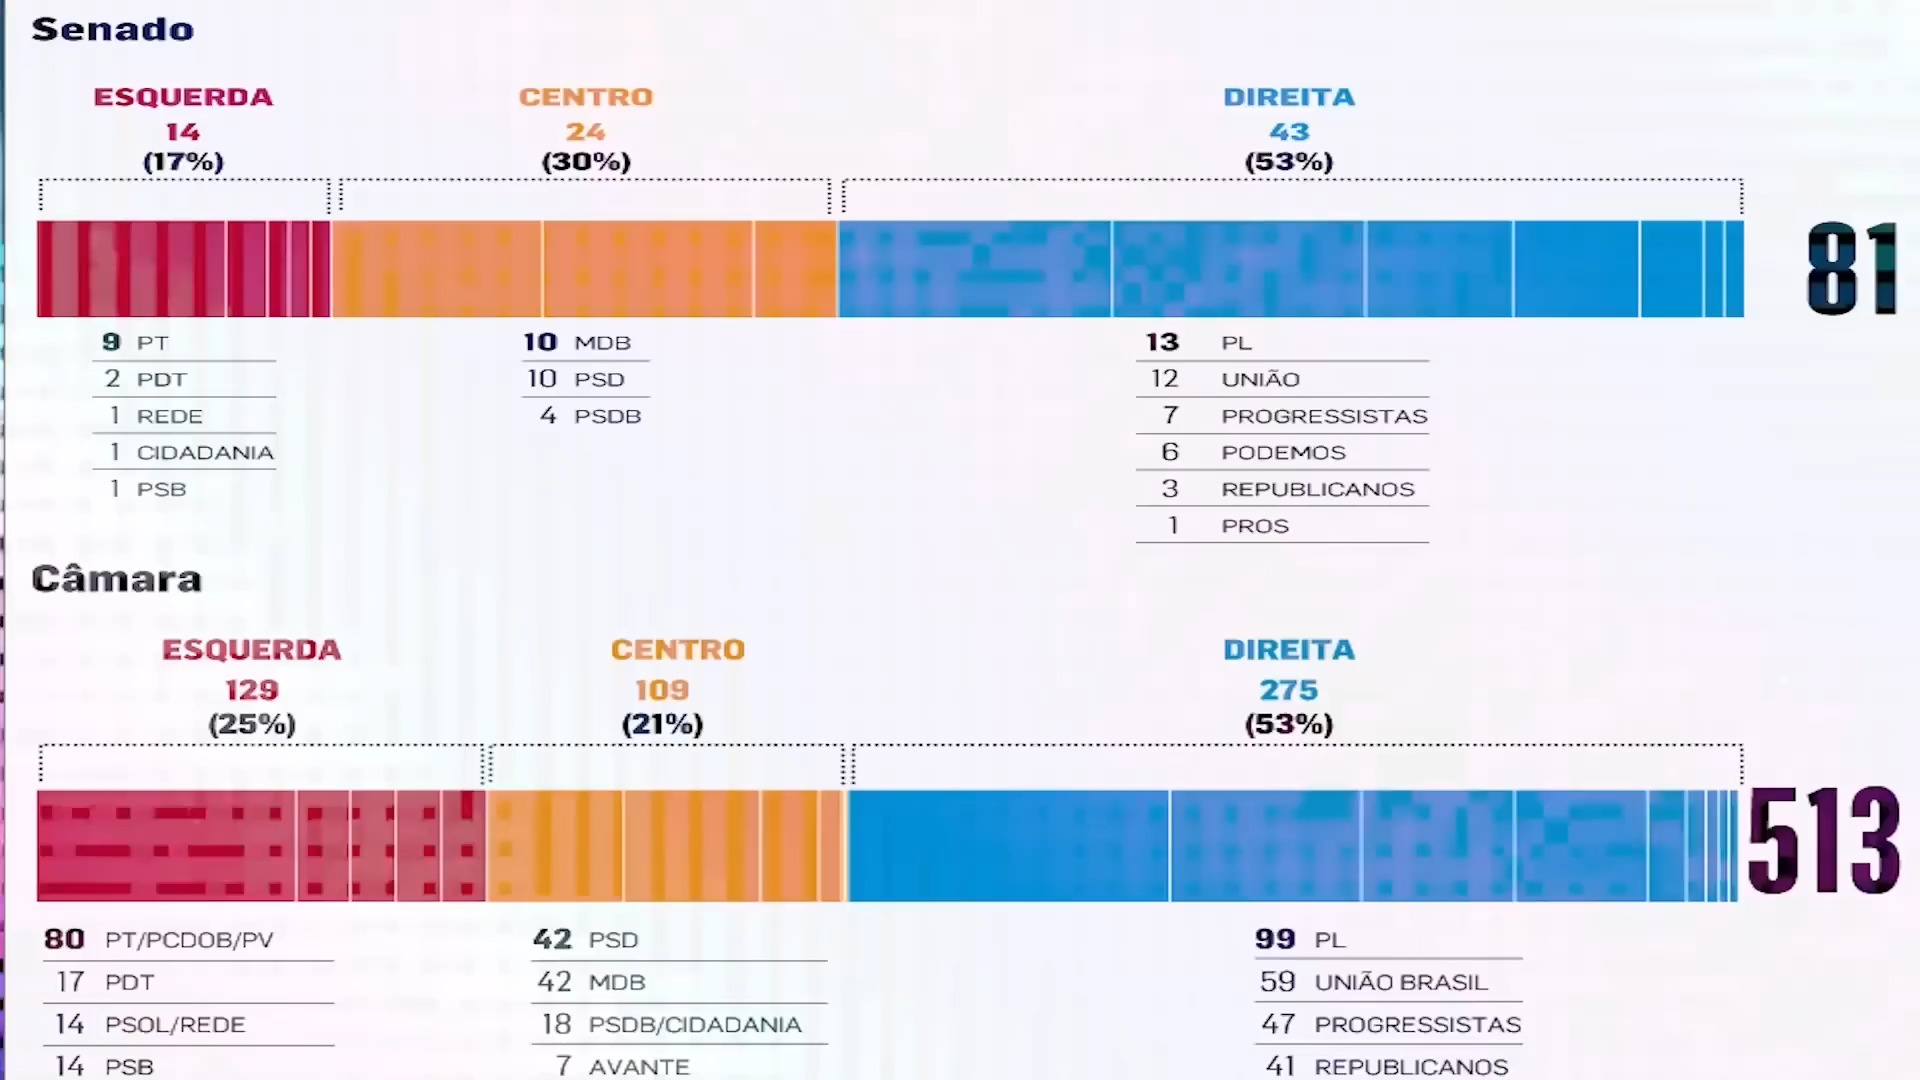 Senado
ESQUERDA
14
(17%)
CENTRO
24
(30%)
DIREITA
43
(53%)
81
9 PT
2 PDT
1 REDE
1 CIDADANIA
1 PSB
10 MDB
10 PSD
4 PSDB
13 PL
12 UNIÃO
7 PROGRESSISTAS
6 PODEMOS
3 REPUBLICANOS
1 PROS
Câmara
ESQUERDA
129
(25%)
CENTRO
109
(21%)
DIREITA
275
(53%)
513
80 PT/PCDOB/PV
17 PDT
14 PSOL/REDE
14 PSB
42 PSD
42 MDB
18 PSDB/CIDADANIA
7 AVANTE
99 PL
59 UNIÃO BRASIL
47 PROGRESSISTAS
41 REPUBLICANOS